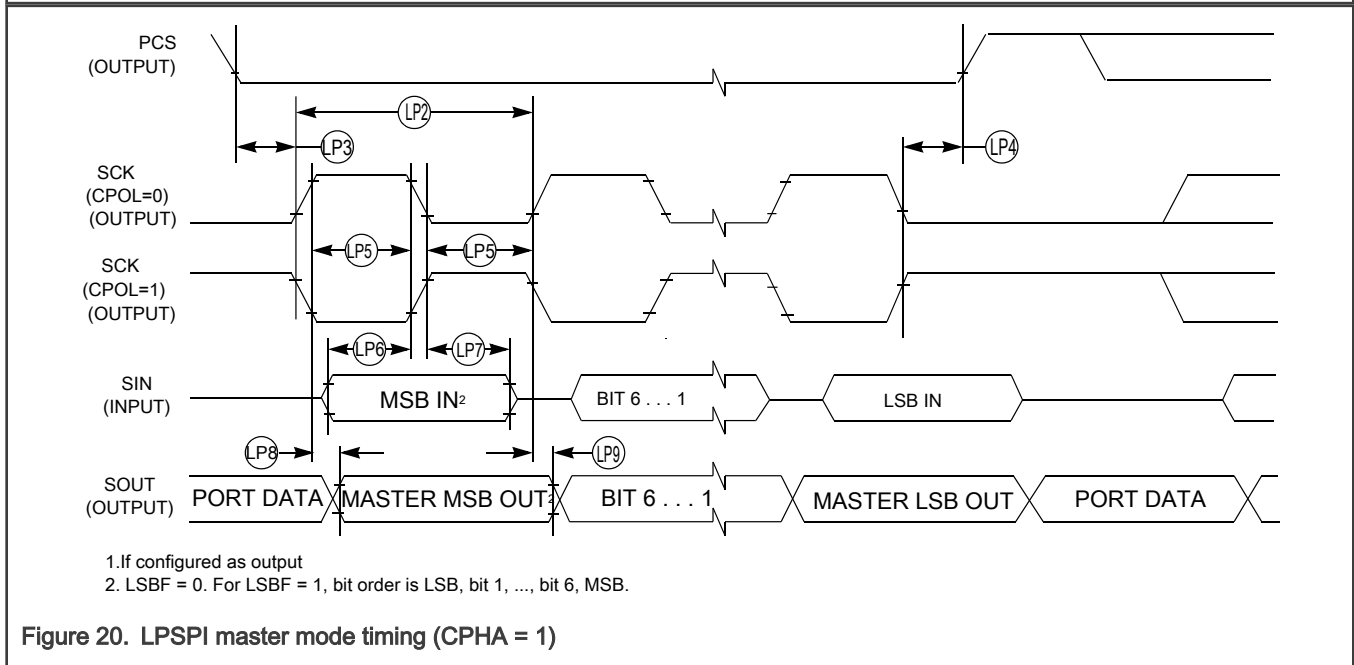 PCS
(OUTPUT)
LP2
LP3
LP4
SCK
(CPOL=0)
(OUTPUT)
LP5
LP5
SCK
(CPOL=1)
(OUTPUT)
LP6
LP7
SIN
(INPUT)
MSB IN2
BIT 6 . . . 1
LSB IN
LP8
LP9
SOUT
(OUTPUT)
PORT DATA
MASTER MSB OUT2
BIT 6 . . . 1
MASTER LSB OUT
PORT DATA
1.If configured as output
2. LSBF = 0. For LSBF = 1, bit order is LSB, bit 1, ..., bit 6, MSB.
Figure 20. LPSPI master mode timing (CPHA = 1)